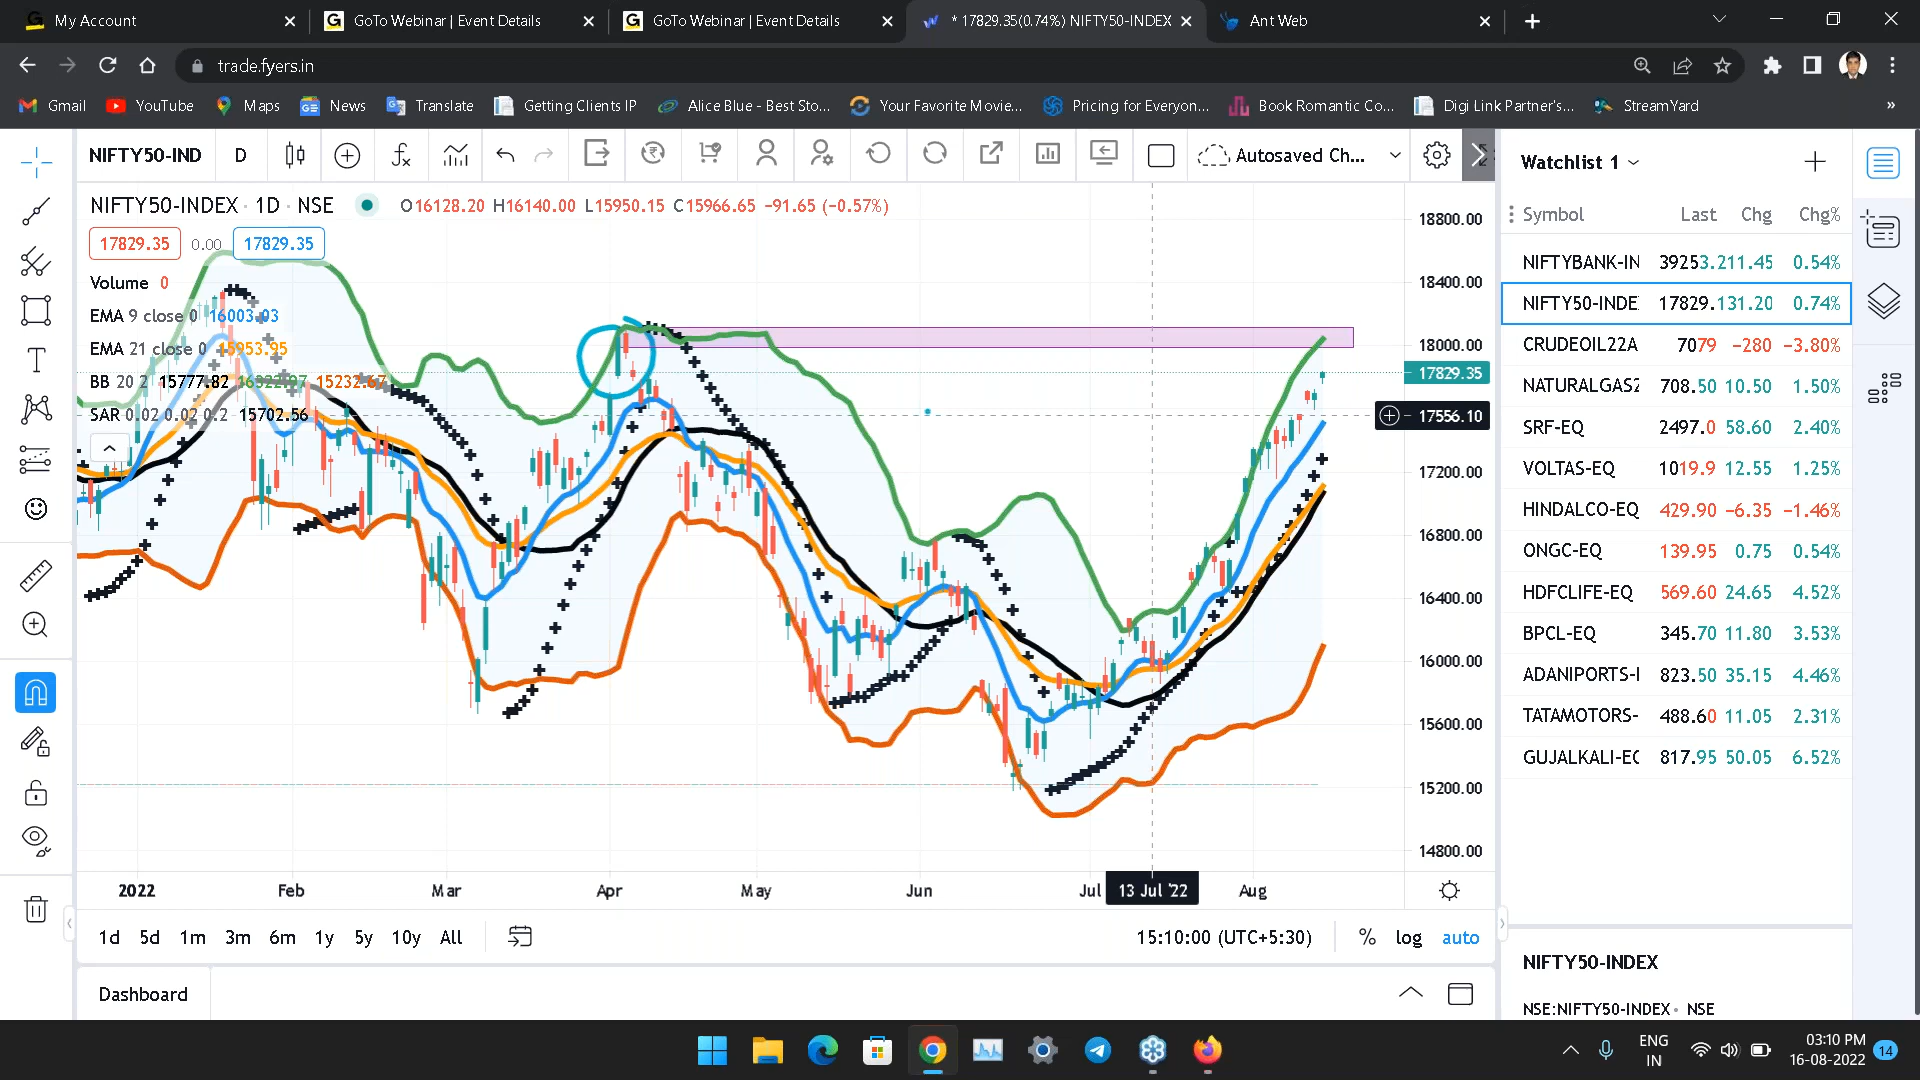 My Account
GoTo Webinar | Event Details
GoTo Webinar | Event Details
* 17829.35(0.74%) NIFTY50-INDEX
Ant Web
trade.fyers.in
Gmail
YouTube
Maps
News
Translate
Getting Clients IP
Alice Blue - Best Sto...
Your Favorite Movie...
Pricing for Everyon...
Book Romantic Co...
Digi Link Partner's...
StreamYard
NIFTY50-IND
D
Autosaved Ch...
NIFTY50-INDEX · 1D · NSE
O16128.20 H16140.00 L15950.15 C15966.65 −91.65 (−0.57%)
17829.35 0.00 17829.35
Volume 0
EMA 9 close 0 16003.03
EMA 21 close 0 15953.95
BB 20 2 15777.82 16322.97 15232.67
SAR 0.02 0.02 0.2 15702.56
18800.00
18400.00
18000.00
17829.35
17556.10
17200.00
16800.00
16400.00
16000.00
15600.00
15200.00
14800.00
2022 Feb Mar Apr May Jun Jul 13 Jul '22 Aug
1d 5d 1m 3m 6m 1y 5y 10y All
15:10:00 (UTC+5:30)
% log auto
Dashboard
Watchlist 1
Symbol Last Chg Chg%
NIFTYBANK-IN 39253.211.45 0.54%
NIFTY50-INDE 17829.131.20 0.74%
CRUDEOIL22A 7079 −280 −3.80%
NATURALGAS2 708.50 10.50 1.50%
SRF-EQ 2497.0 58.60 2.40%
VOLTAS-EQ 1019.9 12.55 1.25%
HINDALCO-EQ 429.90 −6.35 −1.46%
ONGC-EQ 139.95 0.75 0.54%
HDFCLIFE-EQ 569.60 24.65 4.52%
BPCL-EQ 345.70 11.80 3.53%
ADANIPORTS-I 823.50 35.15 4.46%
TATAMOTORS- 488.60 11.05 2.31%
GUJALKALI-E 817.95 50.05 6.52%
NIFTY50-INDEX
NSE:NIFTY50-INDEX • NSE
ENG
IN
03:10 PM
16-08-2022
14